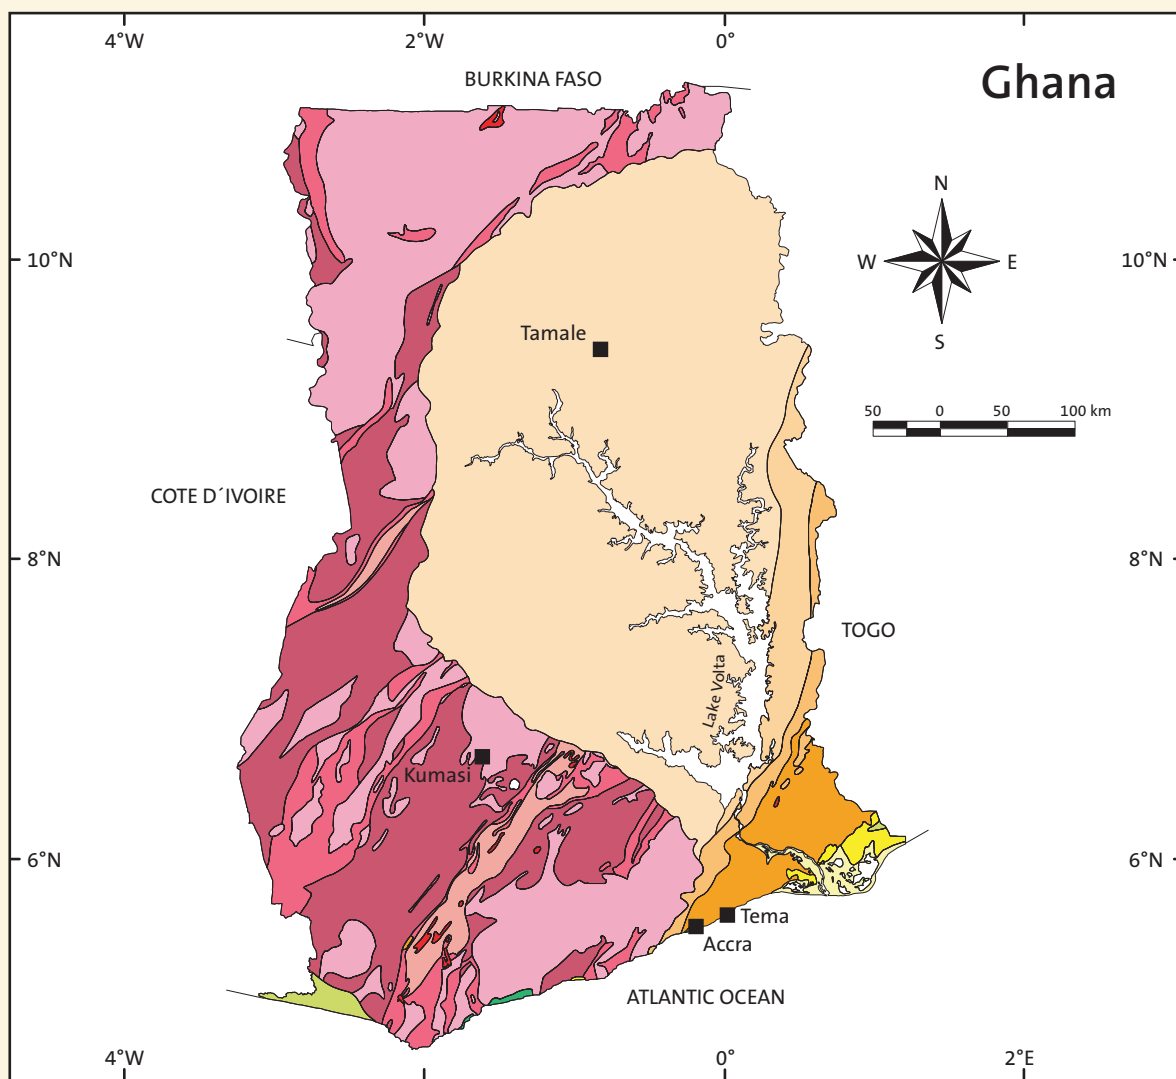 4°W
2°W
0°
BURKINA FASO
Ghana
N
10°N
W
E
10°N
S
Tamale
50
0
50
100 km
COTE D´IVOIRE
8°N
8°N
TOGO
Lake Volta
Kumasi
6°N
6°N
Tema
Accra
ATLANTIC OCEAN
4°W
0°
2°E